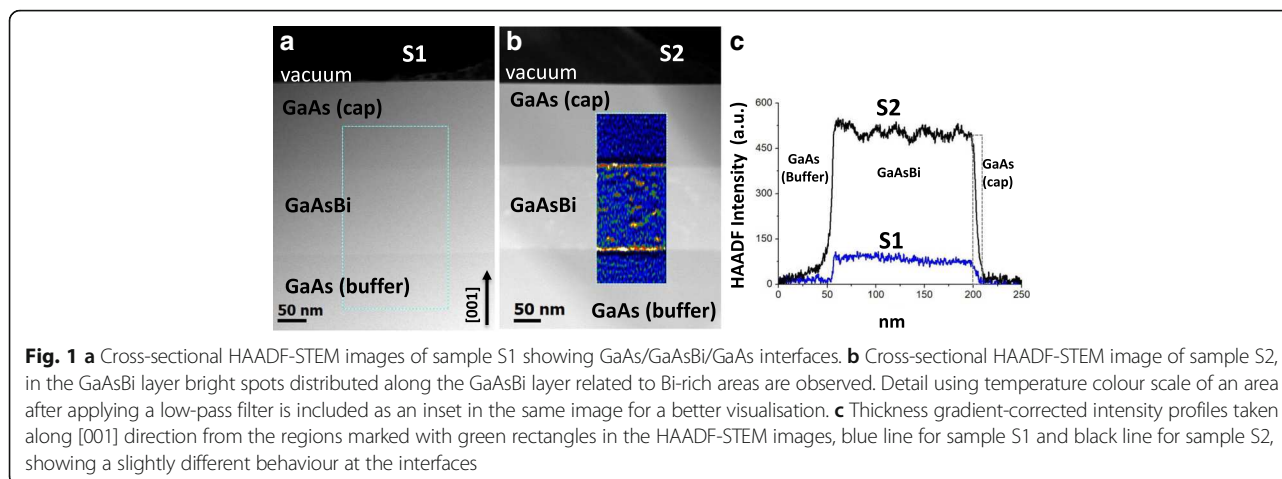 a
S1
vacuum
GaAs (cap)
GaAsBi
GaAs (buffer)
50 nm
[001]
b
S2
vacuum
GaAs (cap)
GaAsBi
50 nm
GaAs (buffer)
c
HAADF Intensity (a.u.)
600
450
300
150
0
S2
GaAs
(Buffer)
GaAsBi
GaAs
(cap)
S1
0 50 100 150 200 250
nm
Fig. 1 a Cross-sectional HAADF-STEM images of sample S1 showing GaAs/GaAsBi/GaAs interfaces. b Cross-sectional HAADF-STEM image of sample S2,
in the GaAsBi layer bright spots distributed along the GaAsBi layer related to Bi-rich areas are observed. Detail using temperature colour scale of an area
after applying a low-pass filter is included as an inset in the same image for a better visualisation. c Thickness gradient-corrected intensity profiles taken
along [001] direction from the regions marked with green rectangles in the HAADF-STEM images, blue line for sample S1 and black line for sample S2,
showing a slightly different behaviour at the interfaces